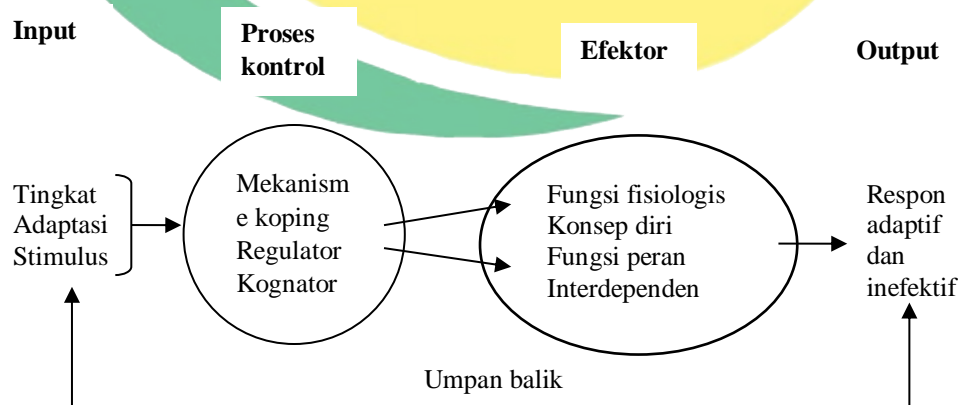 Input
Proses
kontrol
Efektor
Output
Tingkat
Adaptasi
Stimulus
Mekanism
e koping
Regulator
Kognator
Fungsi fisiologis
Konsep diri
Fungsi peran
Interdependen
Respon
adaptif
dan
inefektif
Umpan balik